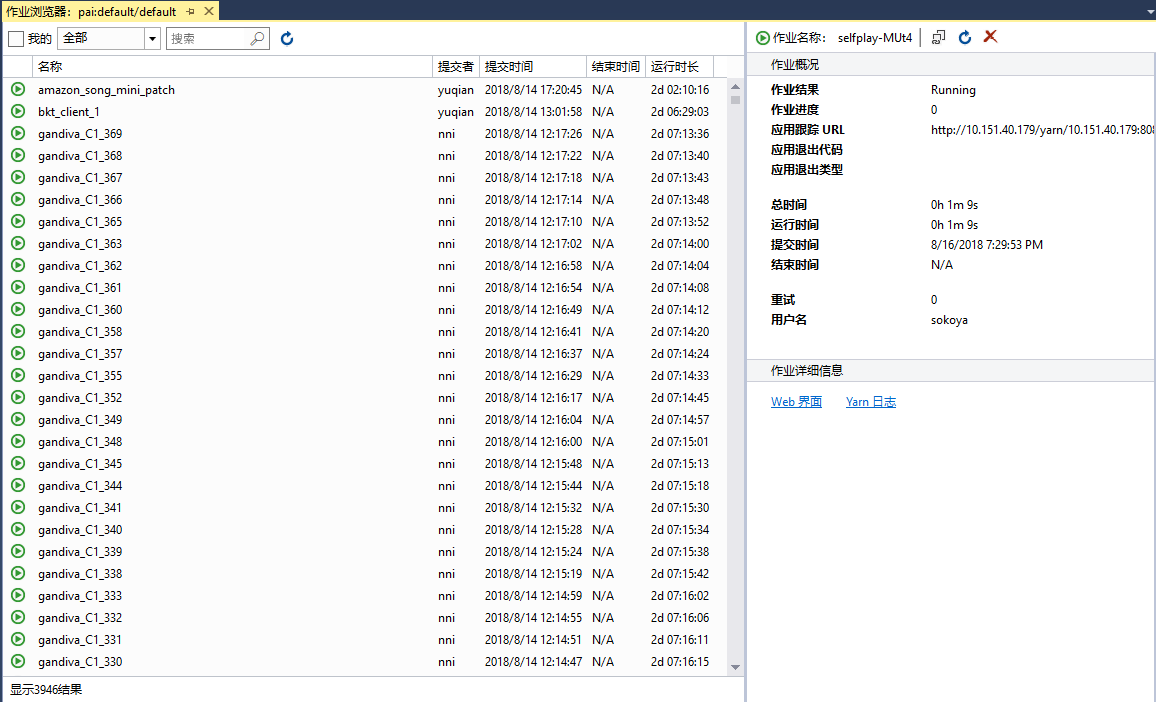 作业浏览器: pai:default/default
我的 全部 搜索
名称 提交者 提交时间 结束时间 运行时长
amazon_song_mini_patch yuqian 2018/8/14 17:20:45 N/A 2d 02:10:16
bkt_client_1 yuqian 2018/8/14 13:01:58 N/A 2d 06:29:03
gandiva_C1_369 nni 2018/8/14 12:17:26 N/A 2d 07:13:36
gandiva_C1_368 nni 2018/8/14 12:17:22 N/A 2d 07:13:40
gandiva_C1_367 nni 2018/8/14 12:17:18 N/A 2d 07:13:43
gandiva_C1_366 nni 2018/8/14 12:17:14 N/A 2d 07:13:48
gandiva_C1_365 nni 2018/8/14 12:17:10 N/A 2d 07:13:52
gandiva_C1_363 nni 2018/8/14 12:17:02 N/A 2d 07:14:00
gandiva_C1_362 nni 2018/8/14 12:16:58 N/A 2d 07:14:04
gandiva_C1_361 nni 2018/8/14 12:16:54 N/A 2d 07:14:08
gandiva_C1_360 nni 2018/8/14 12:16:49 N/A 2d 07:14:12
gandiva_C1_358 nni 2018/8/14 12:16:41 N/A 2d 07:14:20
gandiva_C1_357 nni 2018/8/14 12:16:37 N/A 2d 07:14:24
gandiva_C1_355 nni 2018/8/14 12:16:29 N/A 2d 07:14:33
gandiva_C1_352 nni 2018/8/14 12:16:17 N/A 2d 07:14:45
gandiva_C1_349 nni 2018/8/14 12:16:04 N/A 2d 07:14:57
gandiva_C1_348 nni 2018/8/14 12:16:00 N/A 2d 07:15:01
gandiva_C1_345 nni 2018/8/14 12:15:48 N/A 2d 07:15:13
gandiva_C1_344 nni 2018/8/14 12:15:44 N/A 2d 07:15:18
gandiva_C1_341 nni 2018/8/14 12:15:32 N/A 2d 07:15:30
gandiva_C1_340 nni 2018/8/14 12:15:28 N/A 2d 07:15:34
gandiva_C1_339 nni 2018/8/14 12:15:24 N/A 2d 07:15:38
gandiva_C1_338 nni 2018/8/14 12:15:19 N/A 2d 07:15:42
gandiva_C1_333 nni 2018/8/14 12:14:59 N/A 2d 07:16:02
gandiva_C1_332 nni 2018/8/14 12:14:55 N/A 2d 07:16:06
gandiva_C1_331 nni 2018/8/14 12:14:51 N/A 2d 07:16:11
gandiva_C1_330 nni 2018/8/14 12:14:47 N/A 2d 07:16:15
显示3946结果
作业名称: selfplay-MUt4
作业概况
作业结果 Running
作业进度 0
应用跟踪 URL http://10.151.40.179/yarn/10.151.40.179:808
应用退出代码
应用退出类型
总时间 0h 1m 9s
运行时间 0h 1m 9s
提交时间 8/16/2018 7:29:53 PM
结束时间 N/A
重试 0
用户名 sokoya
作业详细信息
Web 界面 Yarn 日志